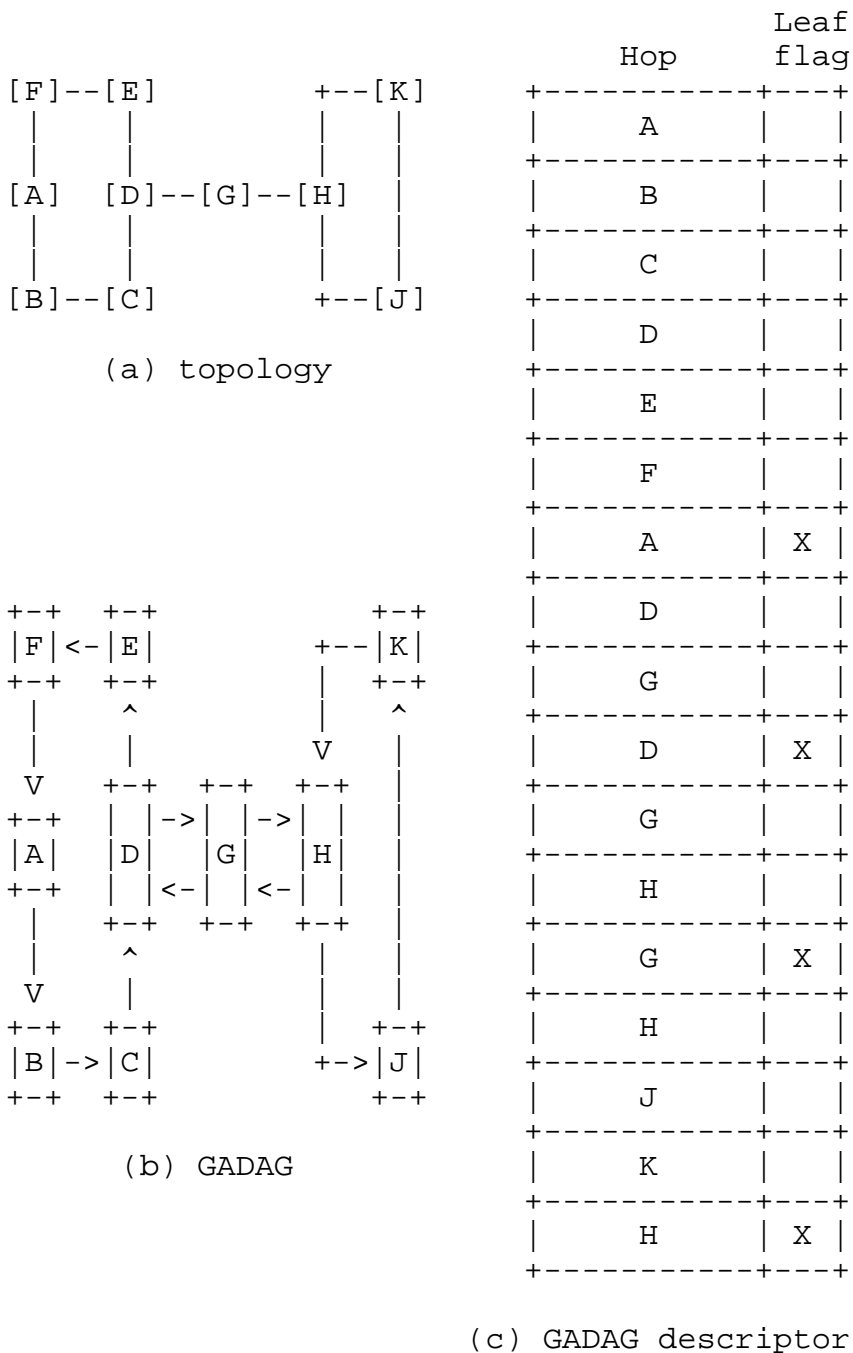 Leaf
                                       Hop       flag
[F]--[E]          +--[K]         +-----------+---+
 |    |           |   |          |     A     |   |
 |    |           |   |          +-----------+---+
[A]  [D]--[G]--[H]    |          |     B     |   |
 |    |           |   |          +-----------+---+
 |    |           |   |          |     C     |   |
[B]--[C]          +--[J]         +-----------+---+
                                 |     D     |   |
     (a) topology                +-----------+---+
                                 |     E     |   |
                                 +-----------+---+
                                 |     F     |   |
                                 +-----------+---+
                                 |     A     | X |
                                 +-----------+---+
+-+  +-+             +-+         |     D     |   |
|F|<-|E|          +--|K|         +-----------+---+
+-+  +-+          |  +-+         |     G     |   |
 |    ^           |   ^          +-----------+---+
 |    |           V   |          |     D     | X |
 V   +-+  +-+  +-+    |          +-----------+---+
+-+  | |->| |->| |    |          |     G     |   |
|A|  |D|  |G|  |H|    |          +-----------+---+
+-+  | |<-| |<-| |    |          |     H     |   |
 |   +-+  +-+  +-+    |          +-----------+---+
 |    ^           |   |          |     G     | X |
 V    |           |   |          +-----------+---+
+-+  +-+          |  +-+         |     H     |   |
|B|->|C|          +->|J|         +-----------+---+
+-+  +-+             +-+         |     J     |   |
                                 +-----------+---+
      (b) GADAG                  |     K     |   |
                                 +-----------+---+
                                 |     H     | X |
                                 +-----------+---+
                              (c) GADAG descriptor